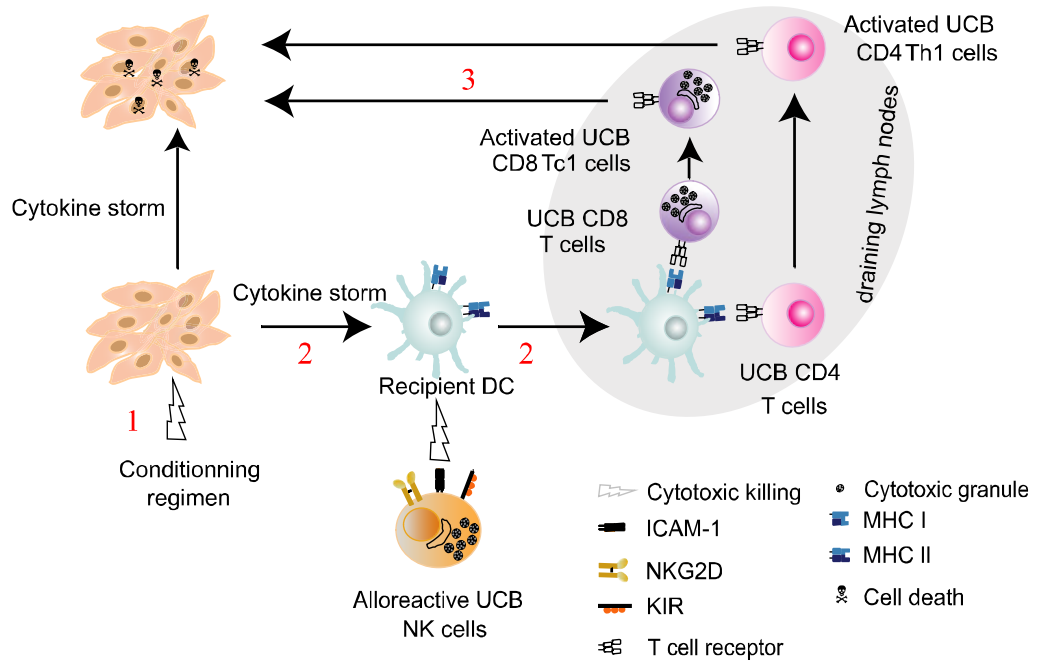 Activated UCB
CD4 Th1 cells
3
Activated UCB
CD8 Tc1 cells
draining lymph nodes
Cytokine storm
UCB CD8
T cells
Cytokine storm
2
2
Recipient DC
UCB CD4
T cells
1
Conditionning
regimen
Alloreactive UCB
NK cells
Cytotoxic killing
ICAM-1
NKG2D
KIR
T cell receptor
Cytotoxic granule
MHC I
MHC II
Cell death